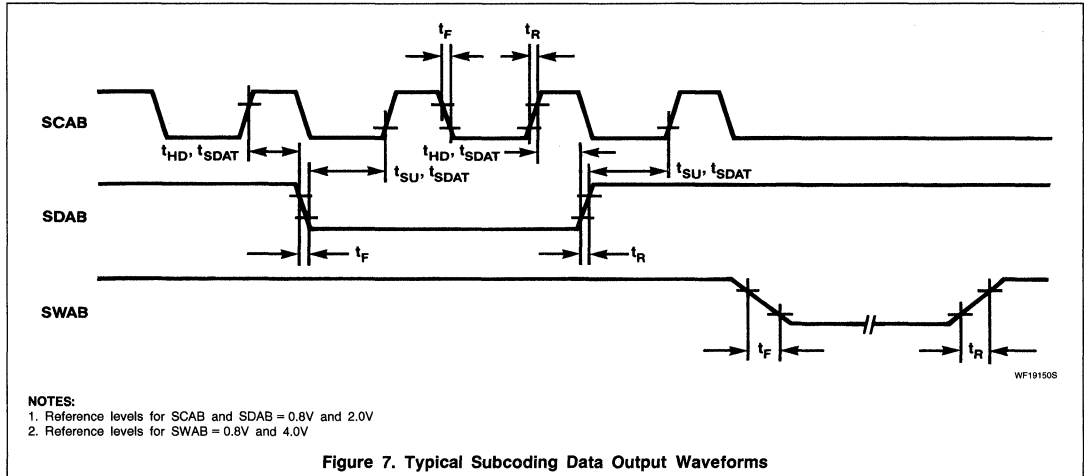 tF
tR
SCAB
tHD, tSDAT
tSU, tSDAT
tHD, tSDAT
tSU, tSDAT
SDAB
tF
tR
SWAB
tF
tR
WF19150S
NOTES:
1. Reference levels for SCAB and SDAB = 0.8V and 2.0V
2. Reference levels for SWAB = 0.8V and 4.0V
Figure 7. Typical Subcoding Data Output Waveforms